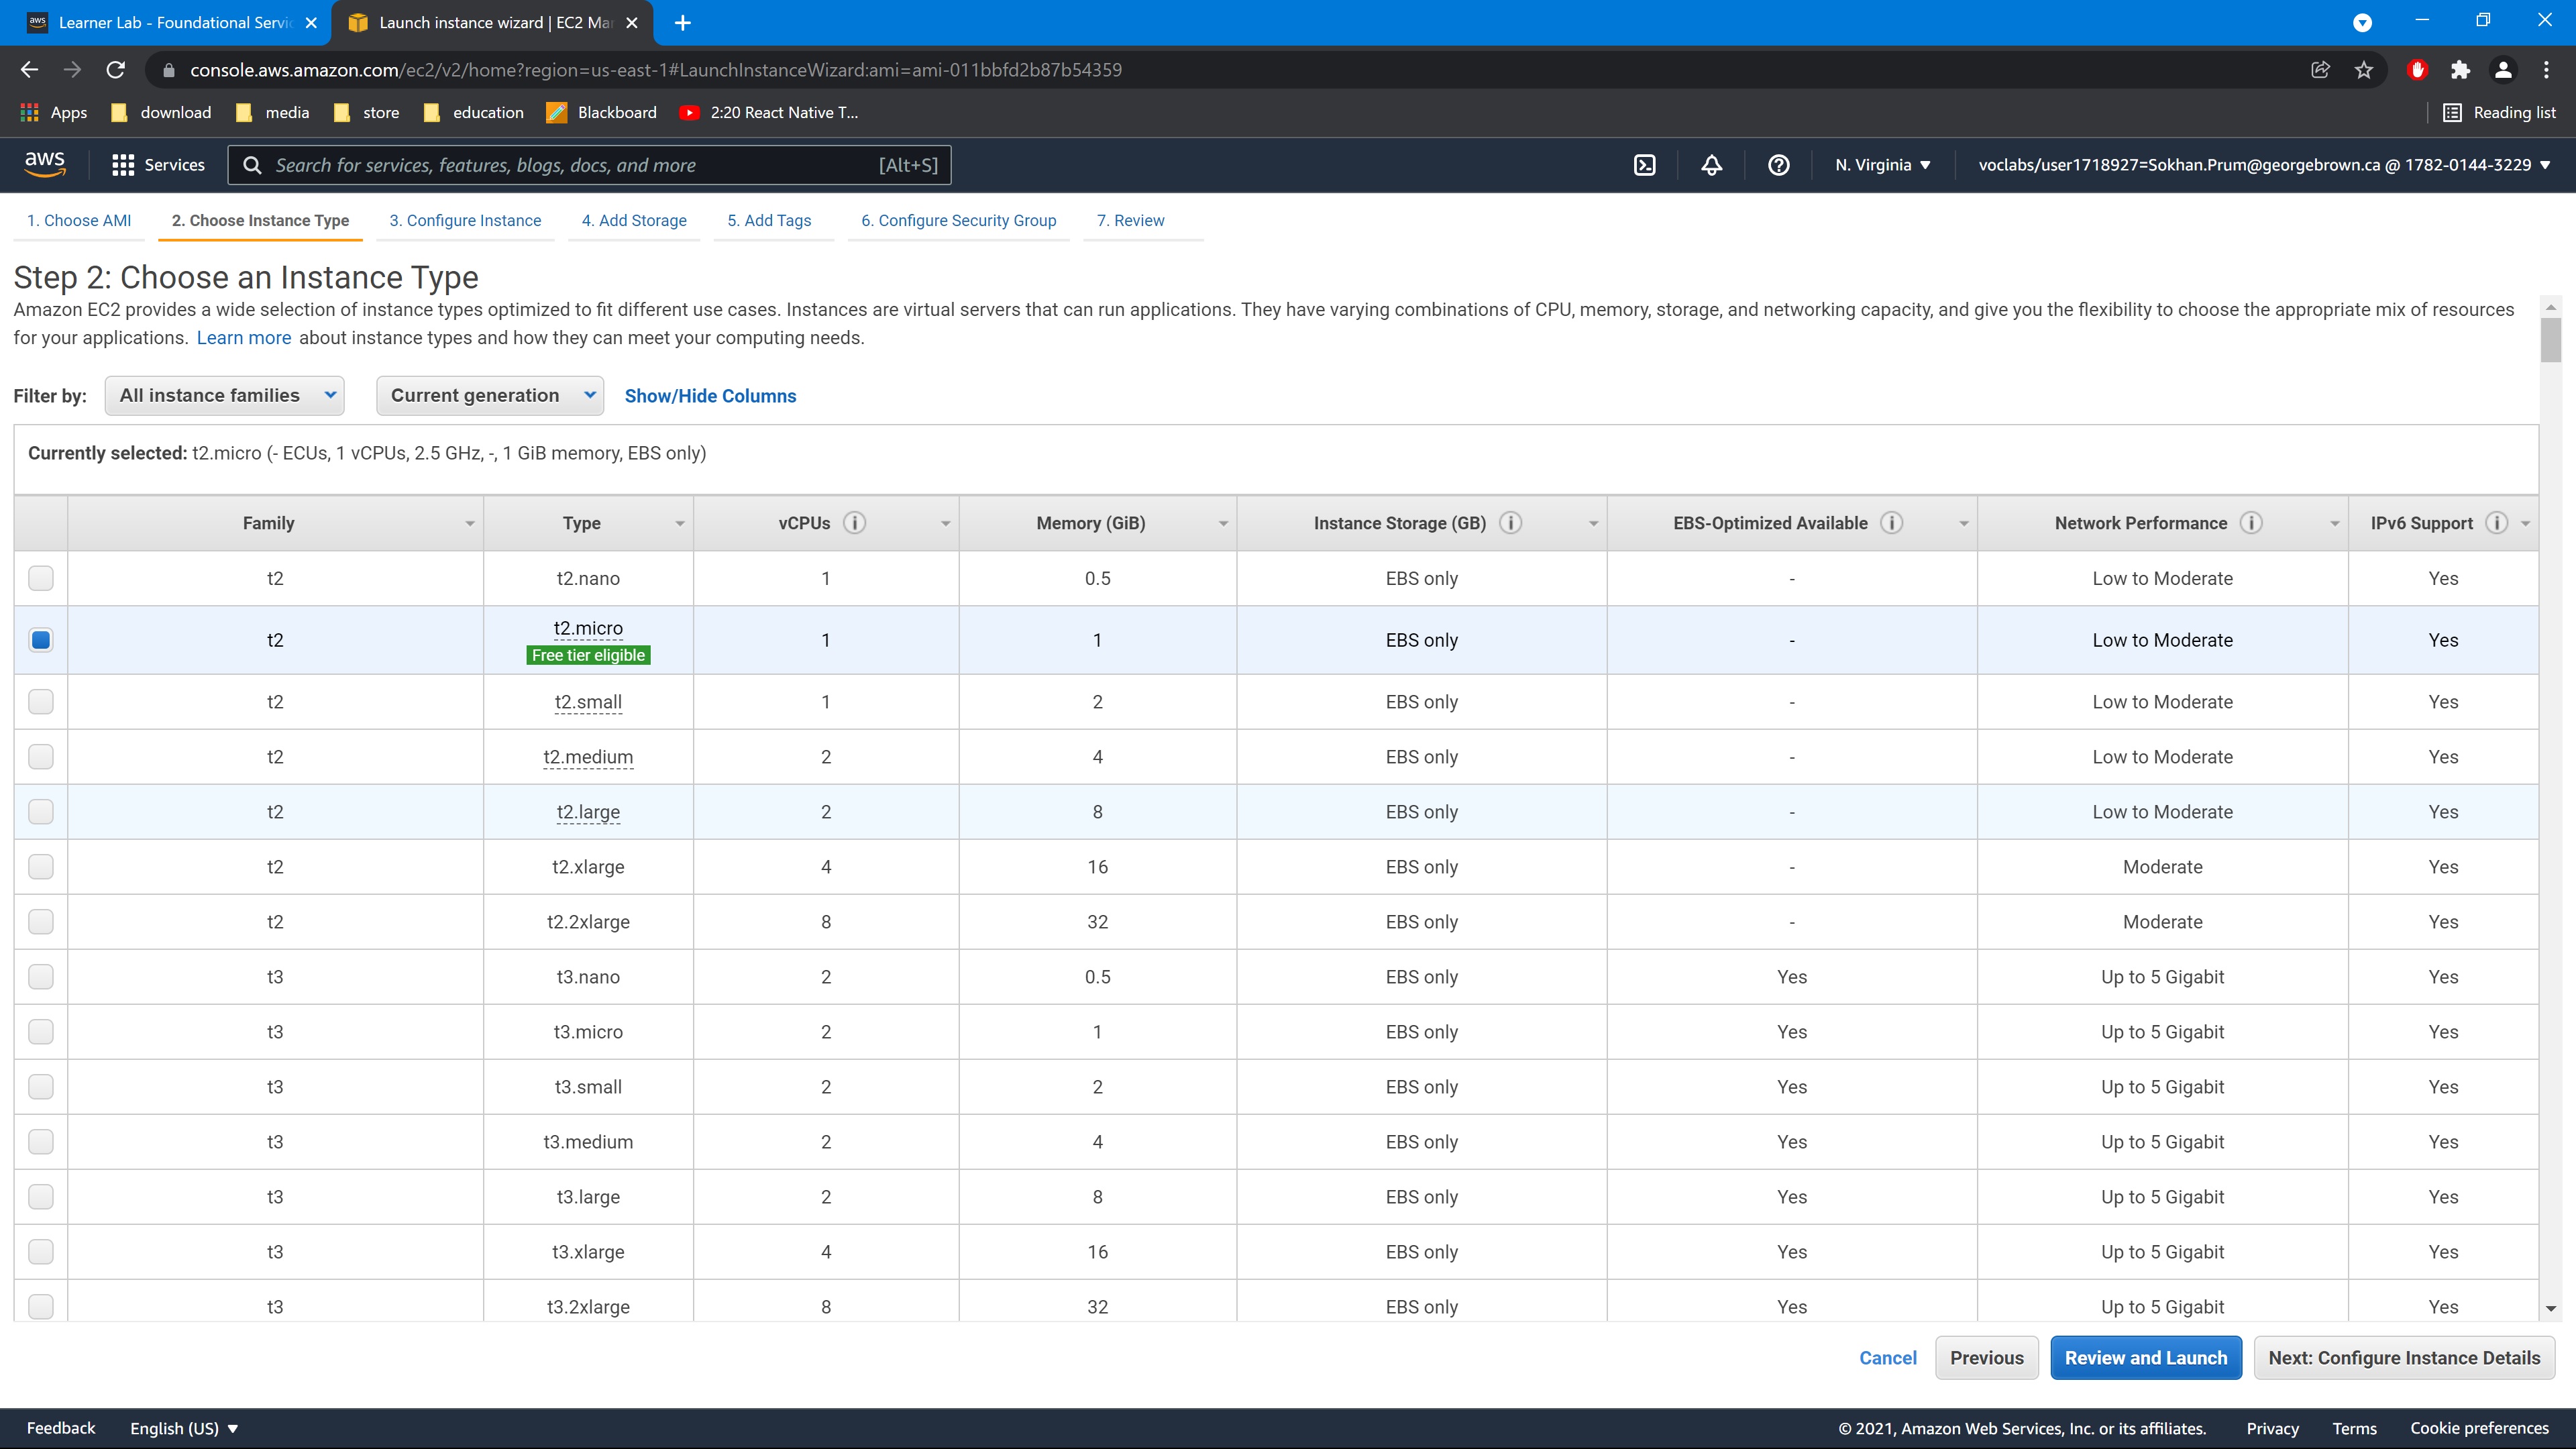 aws Learner Lab - Foundational Servi
Launch instance wizard | EC2 Ma
console.aws.amazon.com/ec2/v2/home?region=us-east-1#LaunchInstanceWizard:ami=ami-011bbfd2b87b54359
Apps download media store education Blackboard 2:20 React Native T... Reading list
aws Services Search for services, features, blogs, docs, and more [Alt+S] N. Virginia voclabs/user1718927=Sokhan.Prum@georgebrown.ca @ 1782-0144-3229
1. Choose AMI 2. Choose Instance Type 3. Configure Instance 4. Add Storage 5. Add Tags 6. Configure Security Group 7. Review
Step 2: Choose an Instance Type
Amazon EC2 provides a wide selection of instance types optimized to fit different use cases. Instances are virtual servers that can run applications. They have varying combinations of CPU, memory, storage, and networking capacity, and give you the flexibility to choose the appropriate mix of resources
for your applications. Learn more about instance types and how they can meet your computing needs.
Filter by: All instance families Current generation Show/Hide Columns
Currently selected: t2.micro (- ECUs, 1 vCPUs, 2.5 GHz, -, 1 GiB memory, EBS only)
Family Type vCPUs Memory (GiB) Instance Storage (GB) EBS-Optimized Available Network Performance IPv6 Support
t2 t2.nano 1 0.5 EBS only - Low to Moderate Yes
t2 t2.micro 1 1 EBS only - Low to Moderate Yes
Free tier eligible
t2 t2.small 1 2 EBS only - Low to Moderate Yes
t2 t2.medium 2 4 EBS only - Low to Moderate Yes
t2 t2.large 2 8 EBS only - Low to Moderate Yes
t2 t2.xlarge 4 16 EBS only - Moderate Yes
t2 t2.2xlarge 8 32 EBS only - Moderate Yes
t3 t3.nano 2 0.5 EBS only Yes Up to 5 Gigabit Yes
t3 t3.micro 2 1 EBS only Yes Up to 5 Gigabit Yes
t3 t3.small 2 2 EBS only Yes Up to 5 Gigabit Yes
t3 t3.medium 2 4 EBS only Yes Up to 5 Gigabit Yes
t3 t3.large 2 8 EBS only Yes Up to 5 Gigabit Yes
t3 t3.xlarge 4 16 EBS only Yes Up to 5 Gigabit Yes
t3 t3.2xlarge 8 32 EBS only Yes Up to 5 Gigabit Yes
Cancel Previous Review and Launch Next: Configure Instance Details
Feedback English (US) © 2021, Amazon Web Services, Inc. or its affiliates. Privacy Terms Cookie preferences